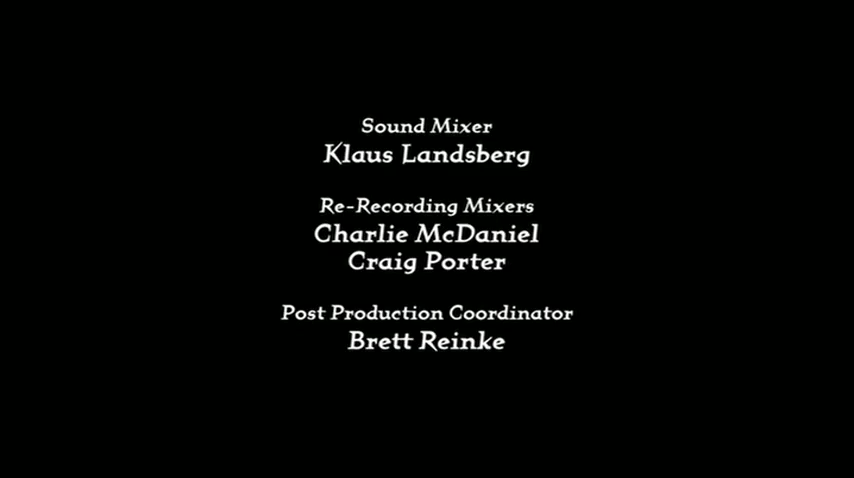 Sound Mixer
Klaus Landsberg
Re-Recording Mixers
Charlie McDaniel
Craig Porter
Post Production Coordinator
Brett Reinke